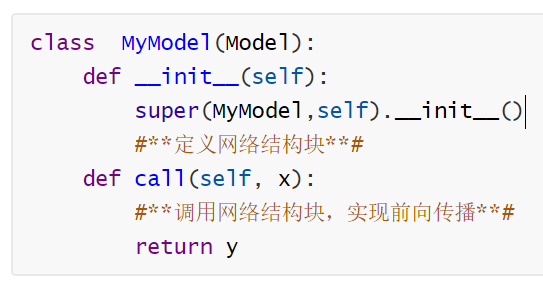 class  MyModel(Model):
    def __init__(self):
        super(MyModel,self).__init__()
        #**定义网络结构块**#
    def call(self, x):
        #**调用网络结构块，实现前向传播**#
        return y